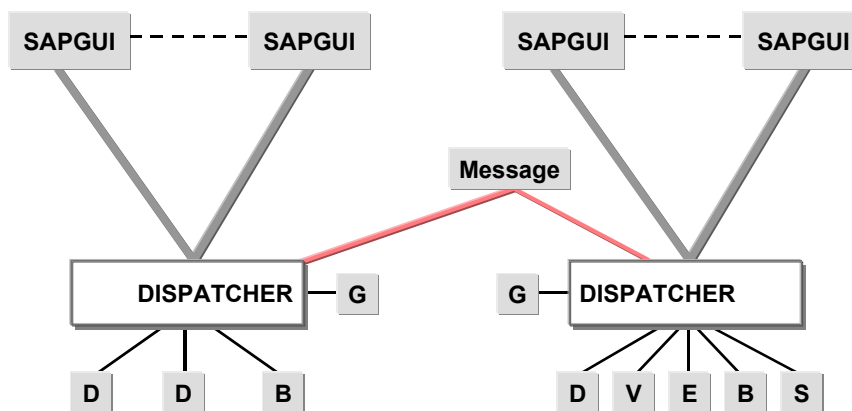 SAPGUI SAPGUI SAPGUI SAPGUI
Message
DISPATCHER G G DISPATCHER
D D B D V E B S